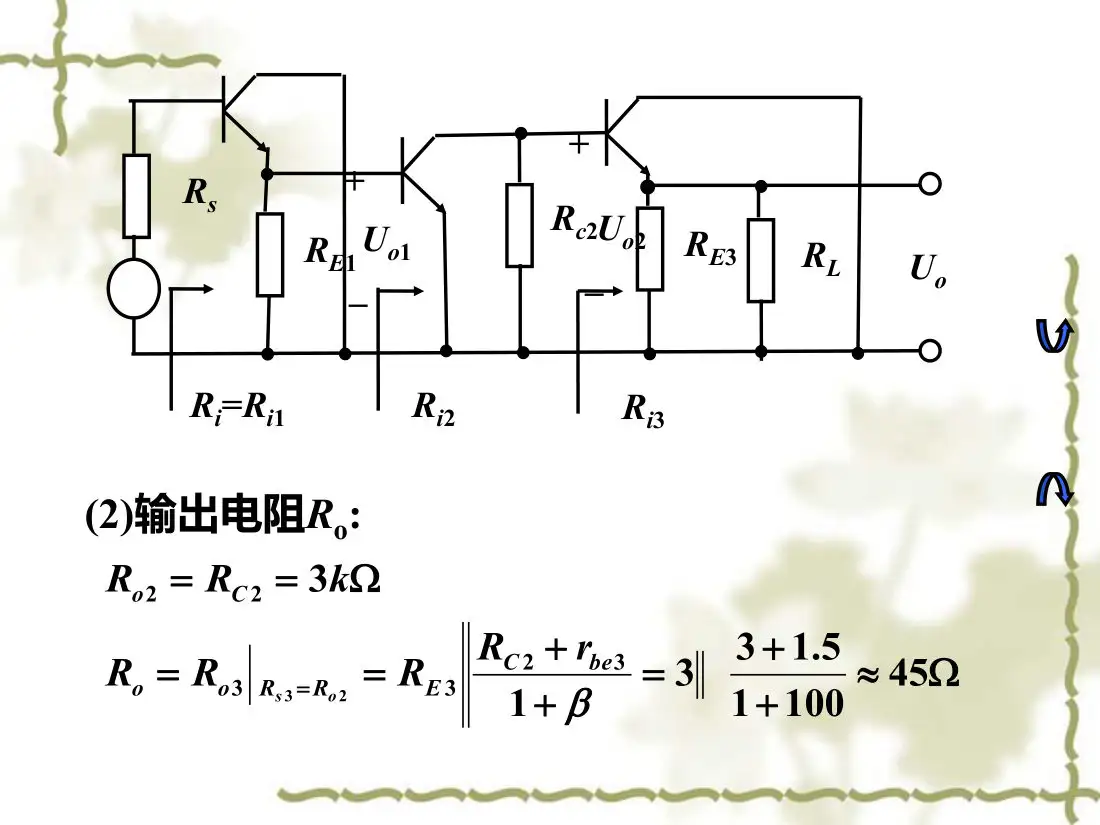 R_s
R_E1
+
U_o1
−
R_c2
+
U_o2
−
R_E3
R_L
U_o
R_i=R_i1
R_i2
R_i3
(2)输出电阻R_o:
R_o2 = R_C2 = 3kΩ
R_o = R_o3 | R_s3=R_o2 = R_E3 ‖ (R_C2 + r_be3)/(1 + β) = 3‖ (3 + 1.5)/(1 + 100) ≈ 45Ω